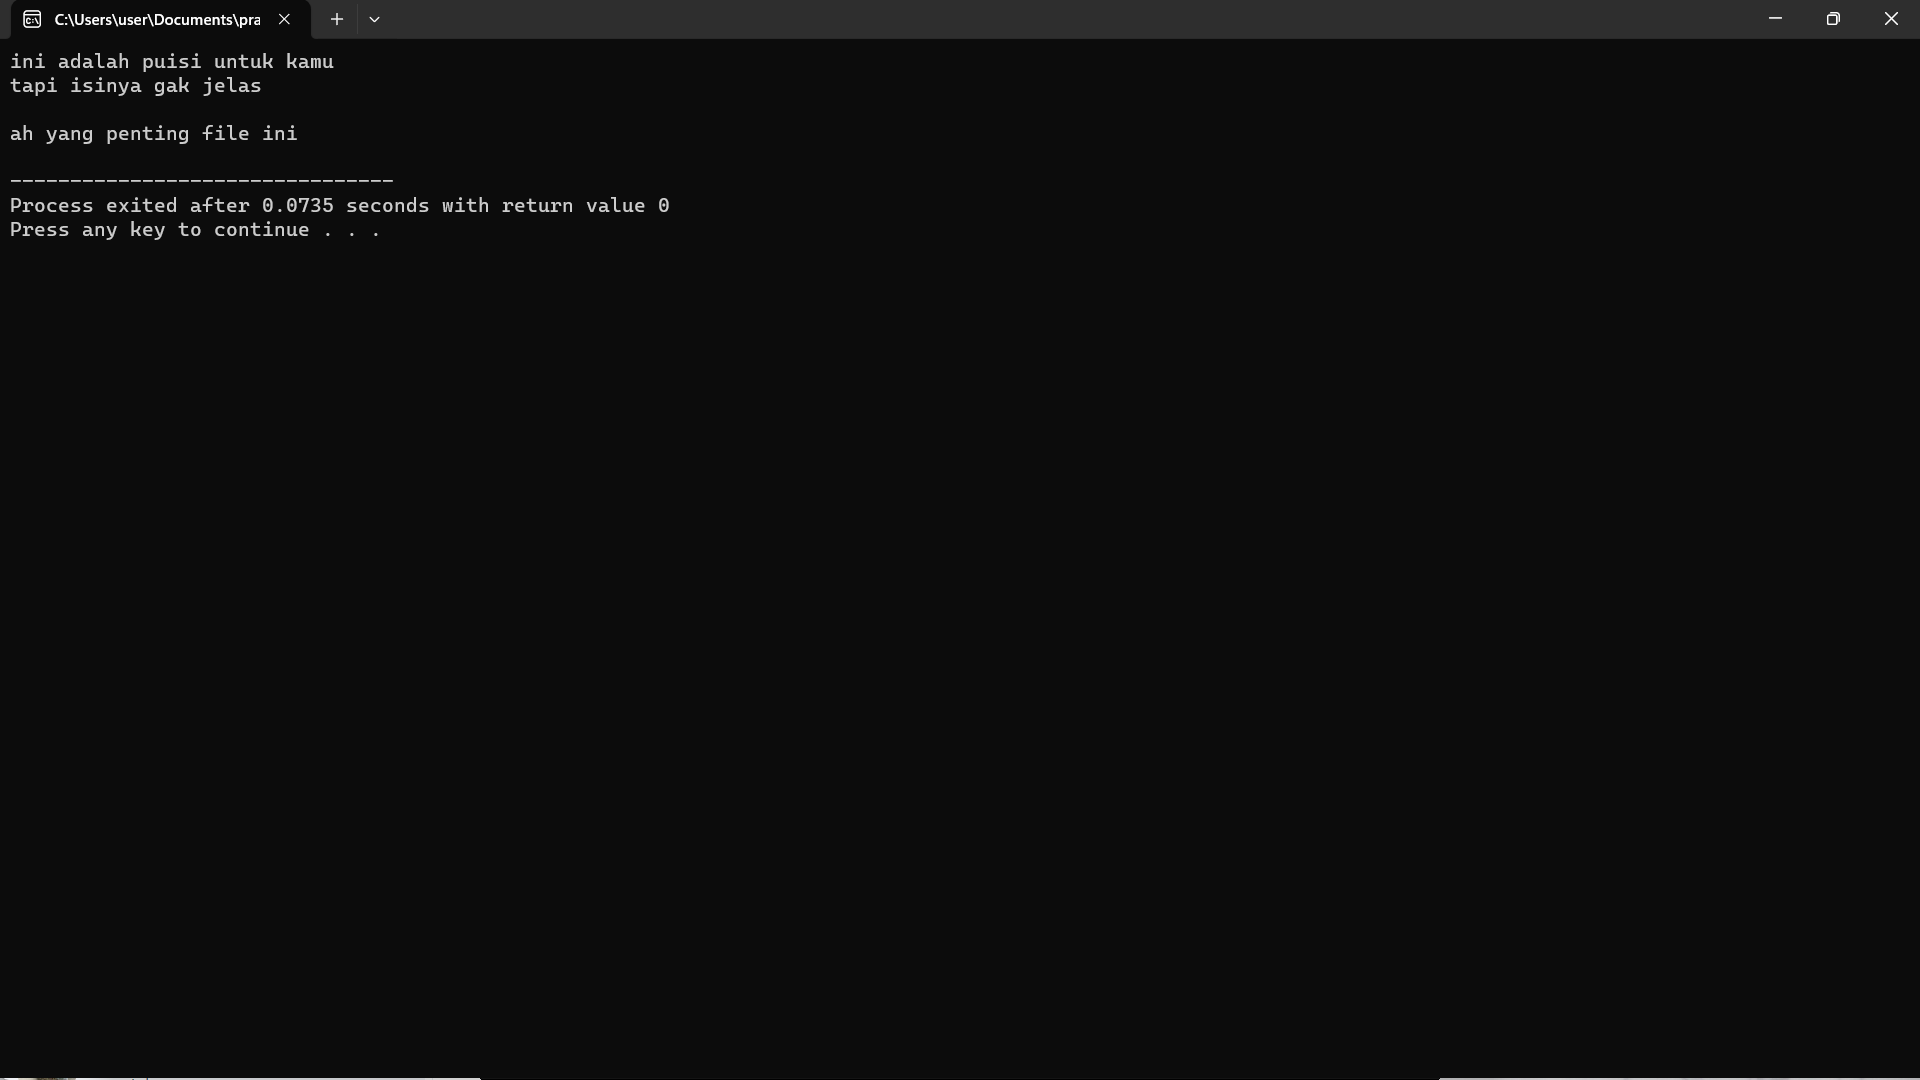 C:\Users\user\Documents\pra
ini adalah puisi untuk kamu
tapi isinya gak jelas
ah yang penting file ini
--------------------------------
Process exited after 0.0735 seconds with return value 0
Press any key to continue . . .